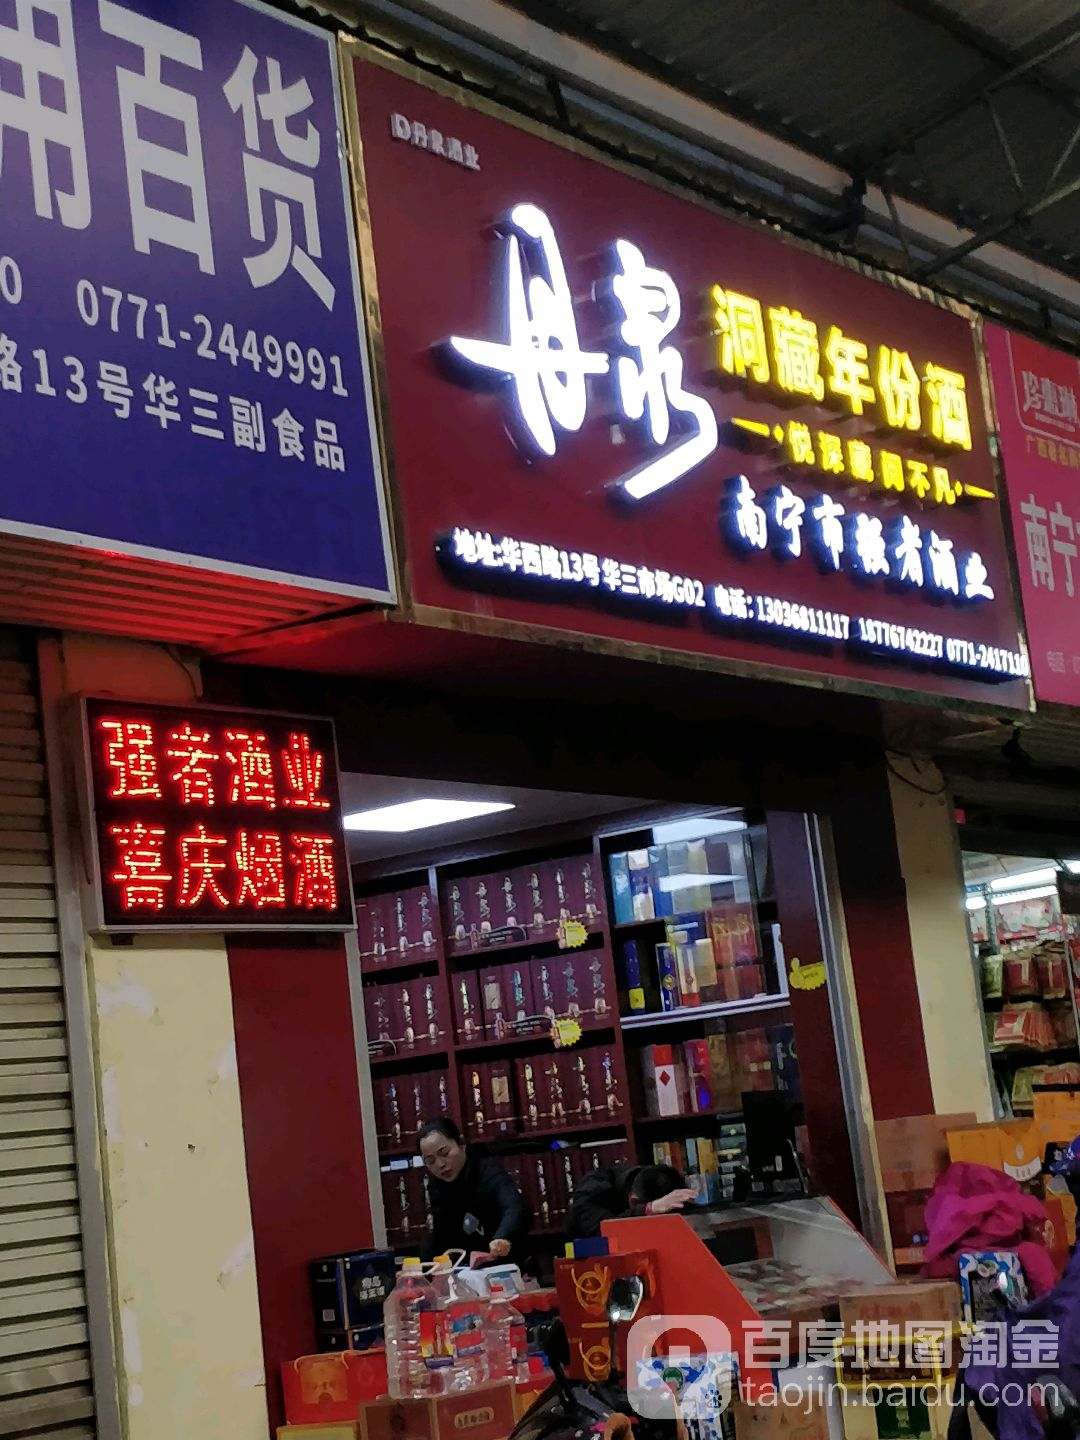 用百货
0 0771-2449991
路13号华三副食品
丹泉酒业
丹泉
洞藏年份酒
悦深藏 间不凡
南宁市强者酒业
地址:华西路13号华三市场G02 电话:13036811117 18776742227 0771-2417110
南宁
强者酒业
喜庆烟酒
百度地图淘金
taojin.baidu.com